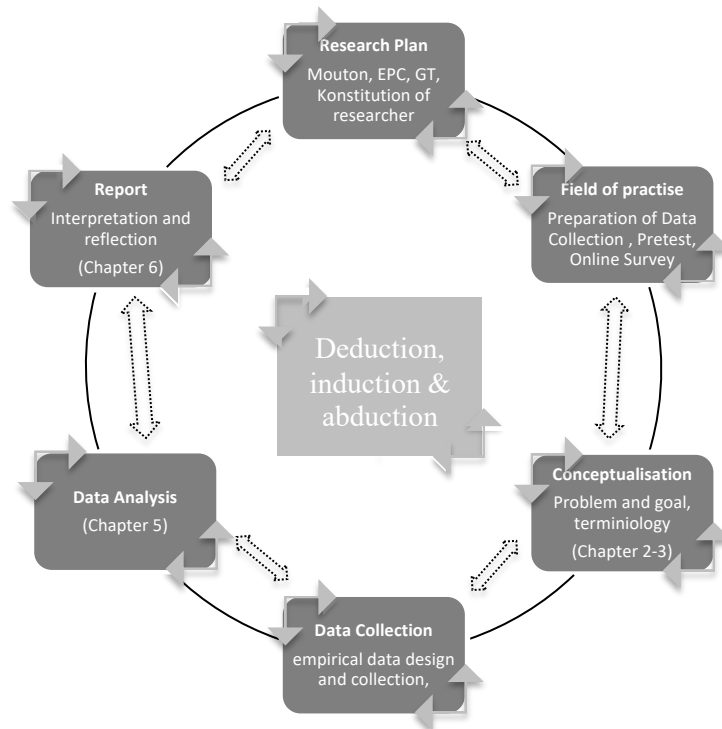 Research Plan
Mouton, EPC, GT,
Konstitution of
researcher
Field of practise
Preparation of Data
Collection , Pretest,
Online Survey
Conceptualisation
Problem and goal,
terminiology
(Chapter 2-3)
Data Collection
empirical data design
and collection,
Data Analysis
(Chapter 5)
Report
Interpretation and
reflection
(Chapter 6)
Deduction,
induction &
abduction